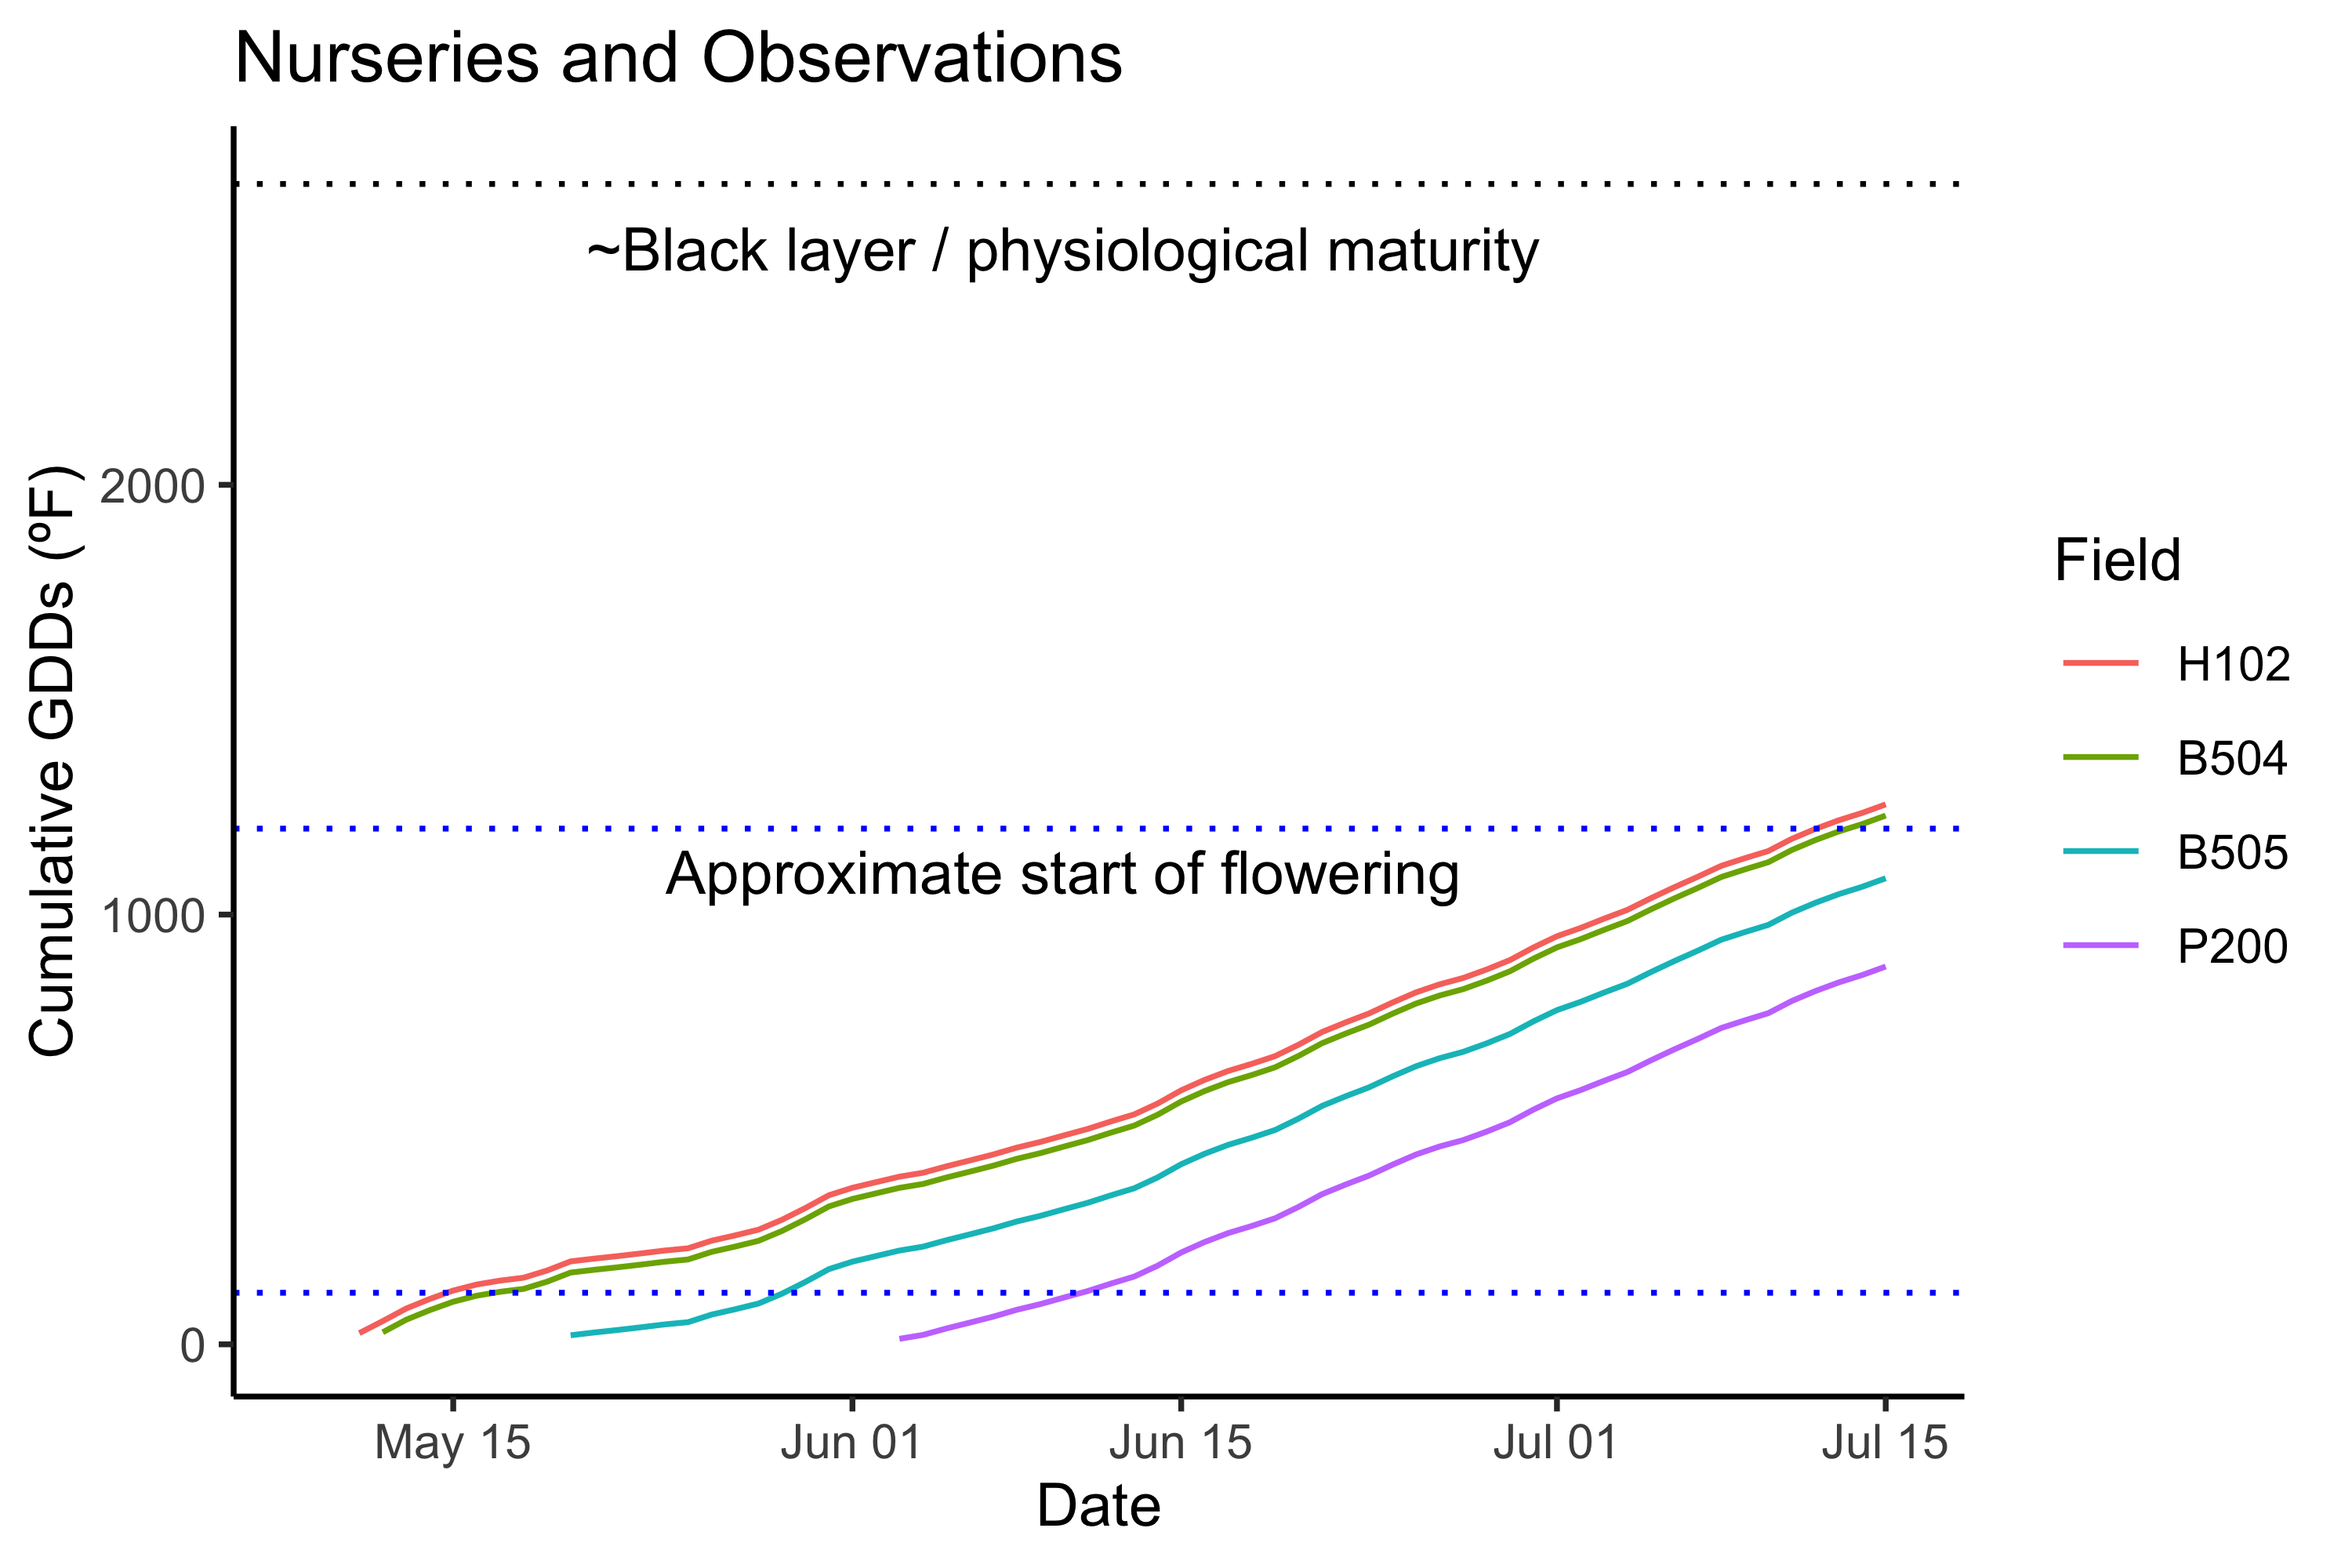 Nurseries and Observations
~Black layer / physiological maturity
Cumulative GDDs (ºF)
2000
1000
0
Approximate start of flowering
Field
H102
B504
B505
P200
May 15
Jun 01
Jun 15
Jul 01
Jul 15
Date